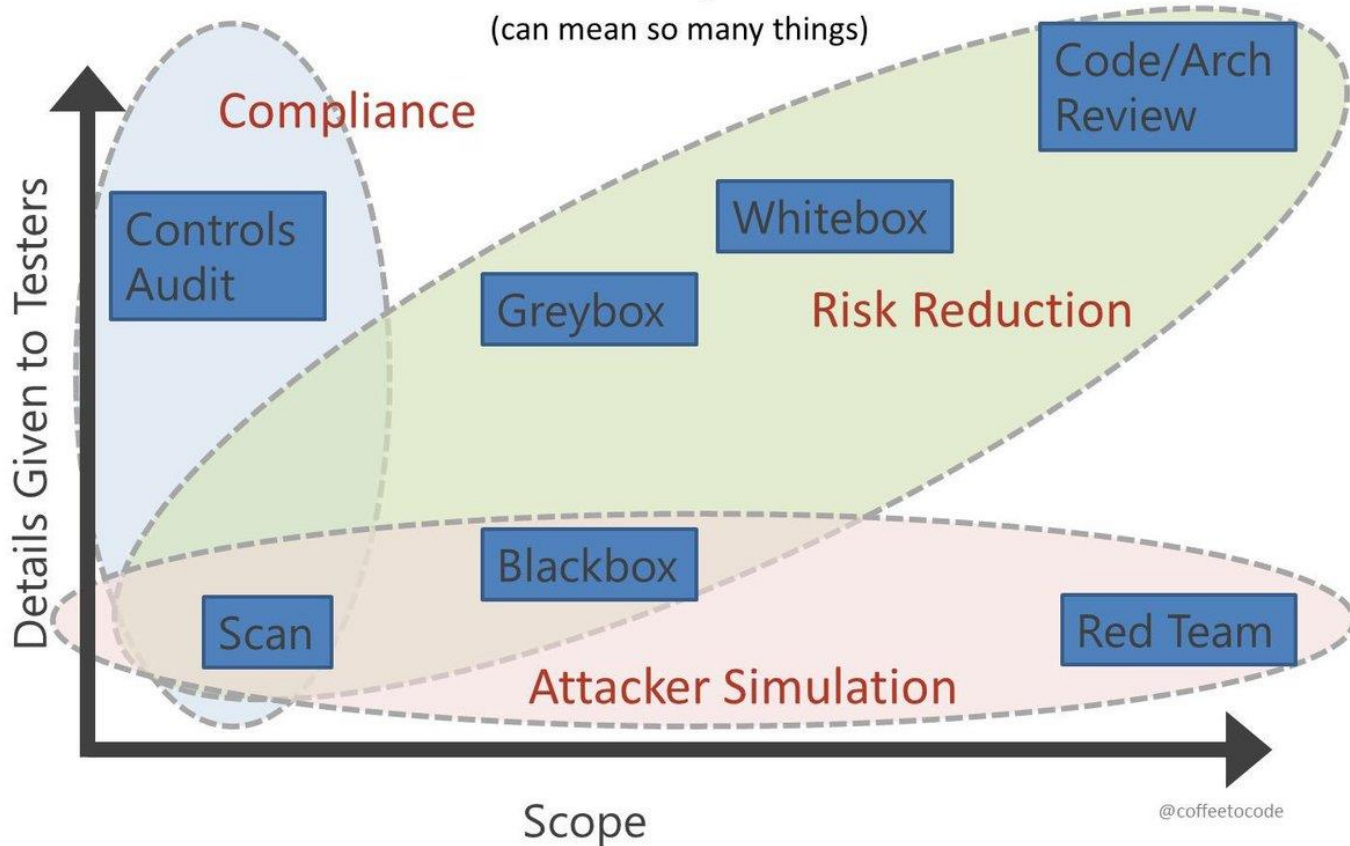 (can mean so many things)
Compliance
Code/Arch
Review
Controls
Audit
Whitebox
Greybox
Risk Reduction
Blackbox
Scan
Red Team
Attacker Simulation
Details Given to Testers
Scope
@coffeetocode